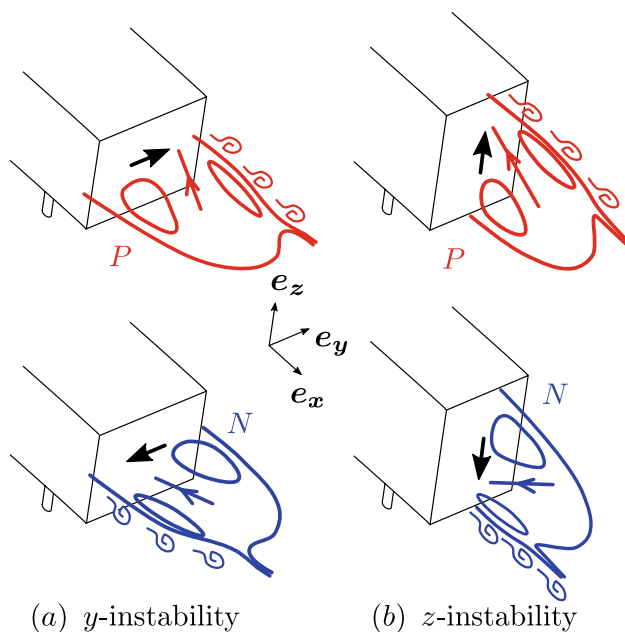 P
P
e_z
e_y
e_x
N
N
(a) y-instability
(b) z-instability